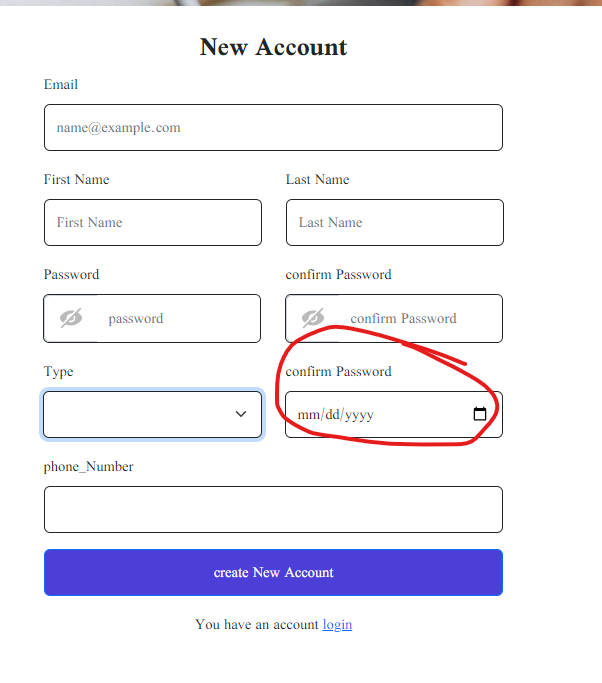 New Account
Email
name@example.com
First Name Last Name
First Name Last Name
Password confirm Password
password confirm Password
Type confirm Password
mm/dd/yyyy
phone_Number
create New Account
You have an account login